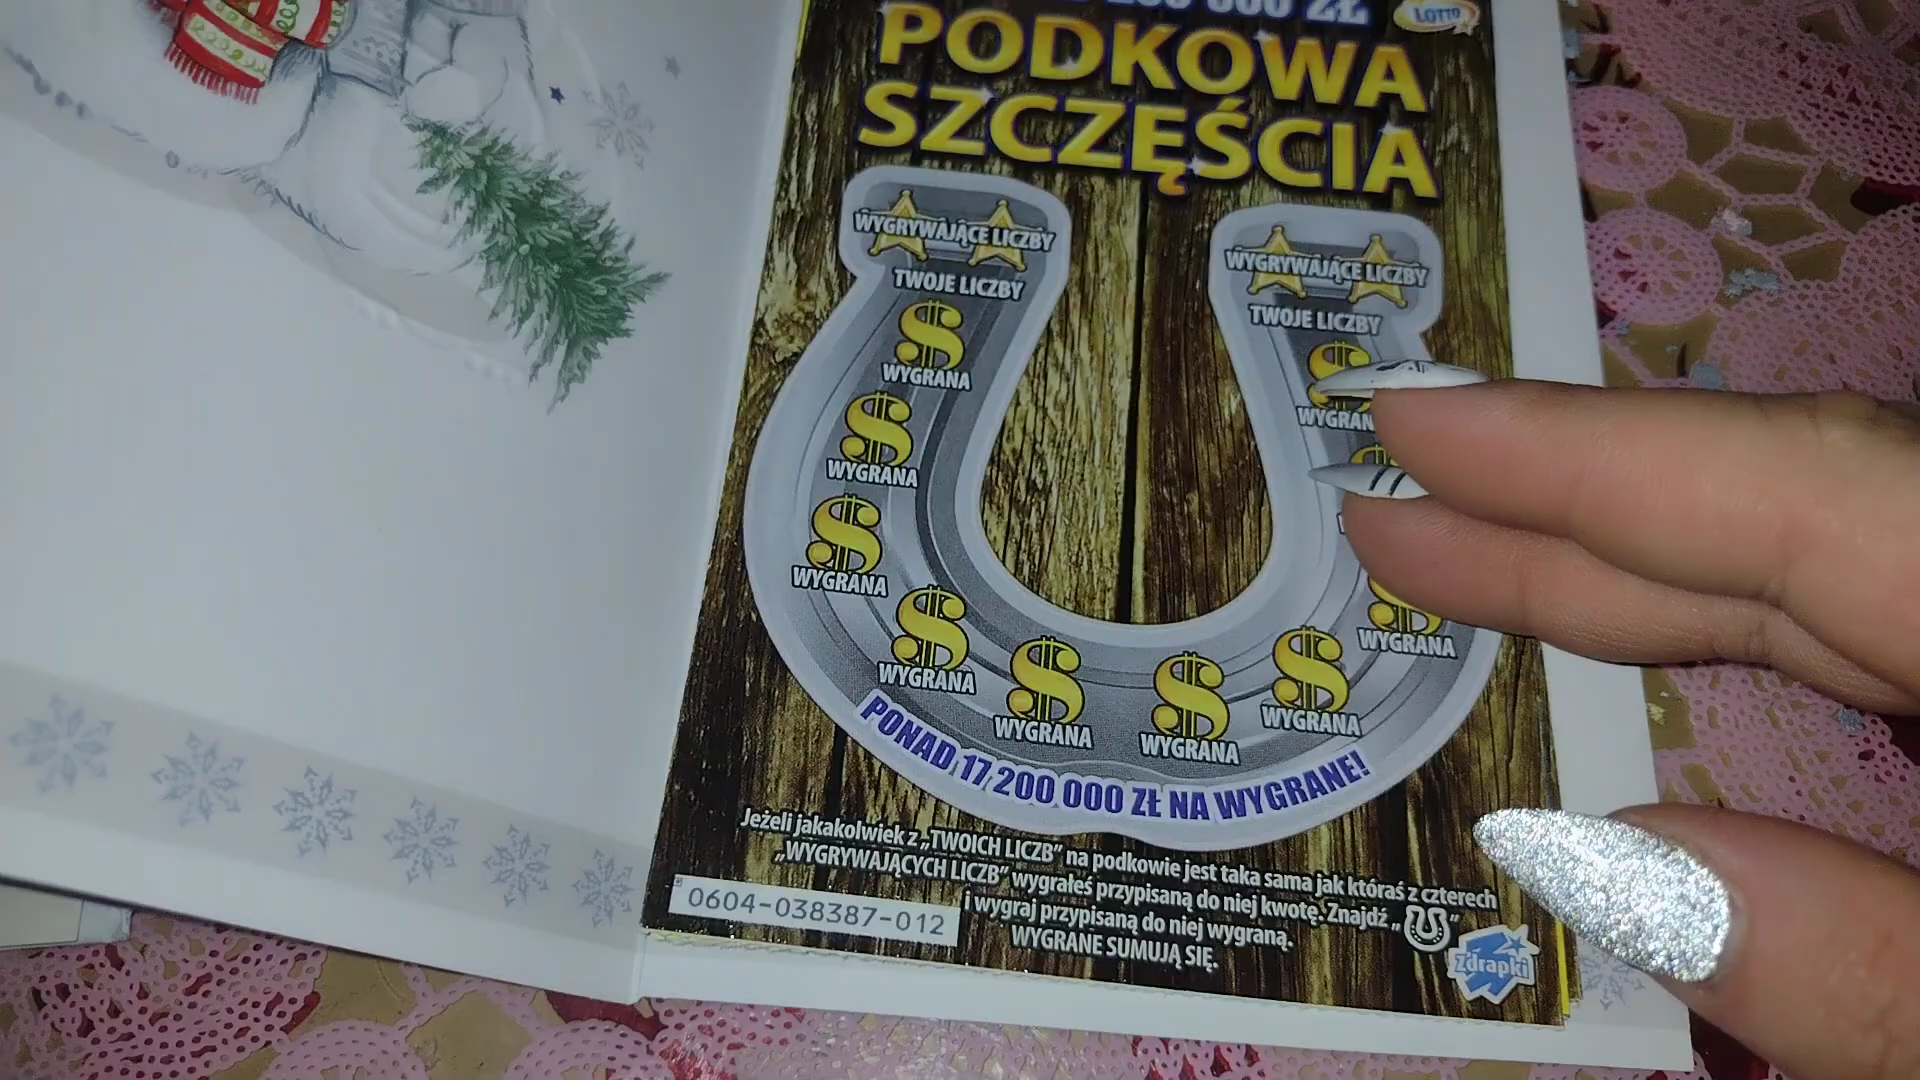 200 000 ZŁ
LOTTO
PODKOWA
SZCZĘŚCIA
WYGRYWAJĄCE LICZBY
TWOJE LICZBY
WYGRYWAJĄCE LICZBY
TWOJE LICZBY
WYGRANA
WYGRANA
WYGRANA
WYGRANA
WYGRANA
WYGRANA
WYGRANA
WYGRANA
PONAD 17 200 000 ZŁ NA WYGRANE!
Jeżeli jakakolwiek z „TWOICH LICZB” na podkowie jest taka sama jak któraś z czterech
„WYGRYWAJĄCYCH LICZB” wygrałeś przypisaną do niej kwotę. Znajdź „ ”
i wygraj przypisaną do niej wygraną.
WYGRANE SUMUJĄ SIĘ.
0604-038387-012
Zdrapki